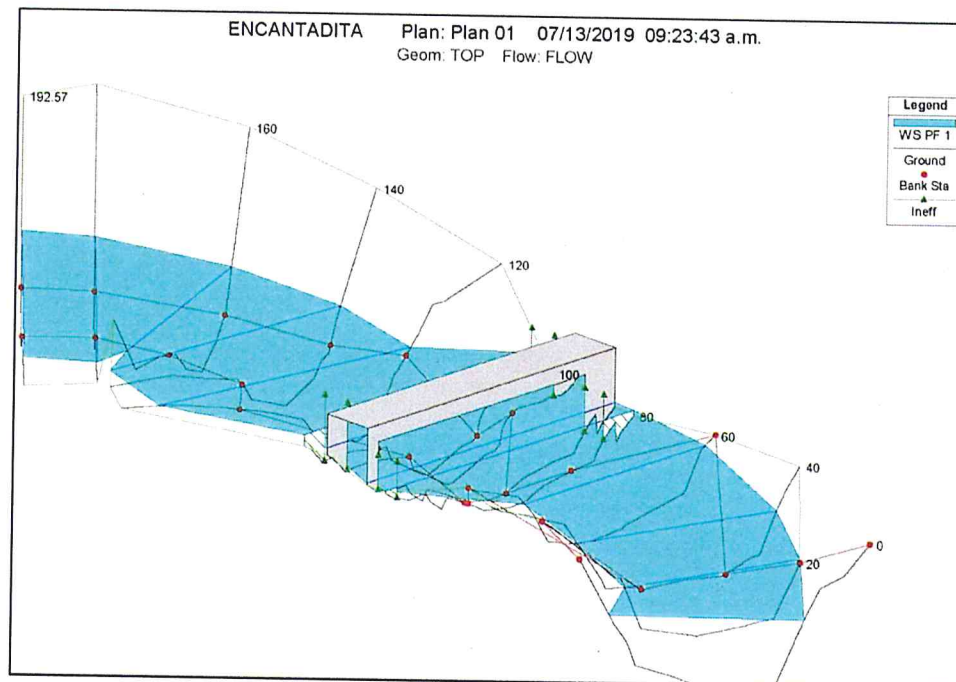 ENCANTADITA Plan: Plan 01 07/13/2019 09:23:43 a.m.
Geom: TOP Flow: FLOW
192.57
160
140
120
100
80
60
40
20
0
Legend
WS PF 1
Ground
Bank Sta
Ineff